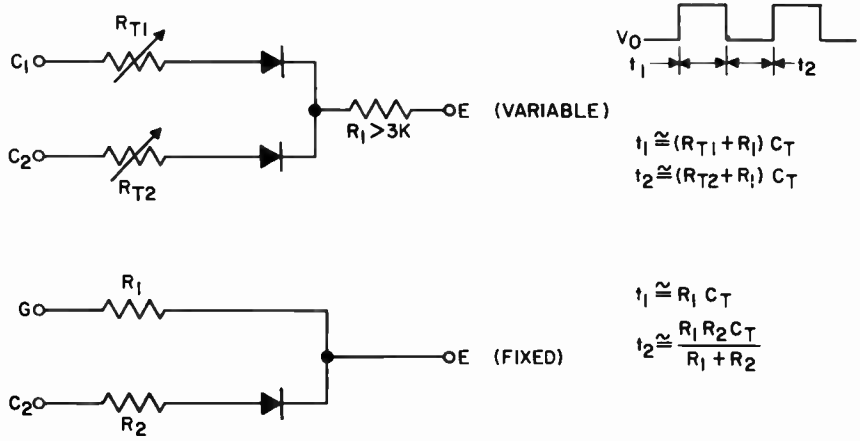 RT1
C1
E (VARIABLE)
R1 > 3K
C2
RT2
VO
t1
t2
t1 ≅ (RT1 + R1) CT
t2 ≅ (RT2 + R1) CT
R1
G
E (FIXED)
C2
R2
t1 ≅ R1 CT
t2 ≅ R1 R2 CT
R1 + R2